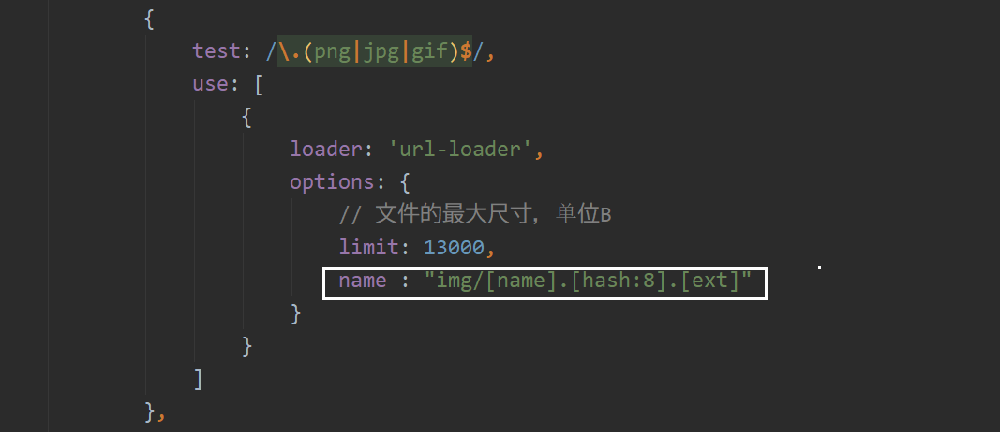 {
test: /\.(png|jpg|gif)$/,
use: [
{
loader: 'url-loader',
options: {
// 文件的最大尺寸，单位B
limit: 13000,
name : "img/[name].[hash:8].[ext]"
}
}
]
},